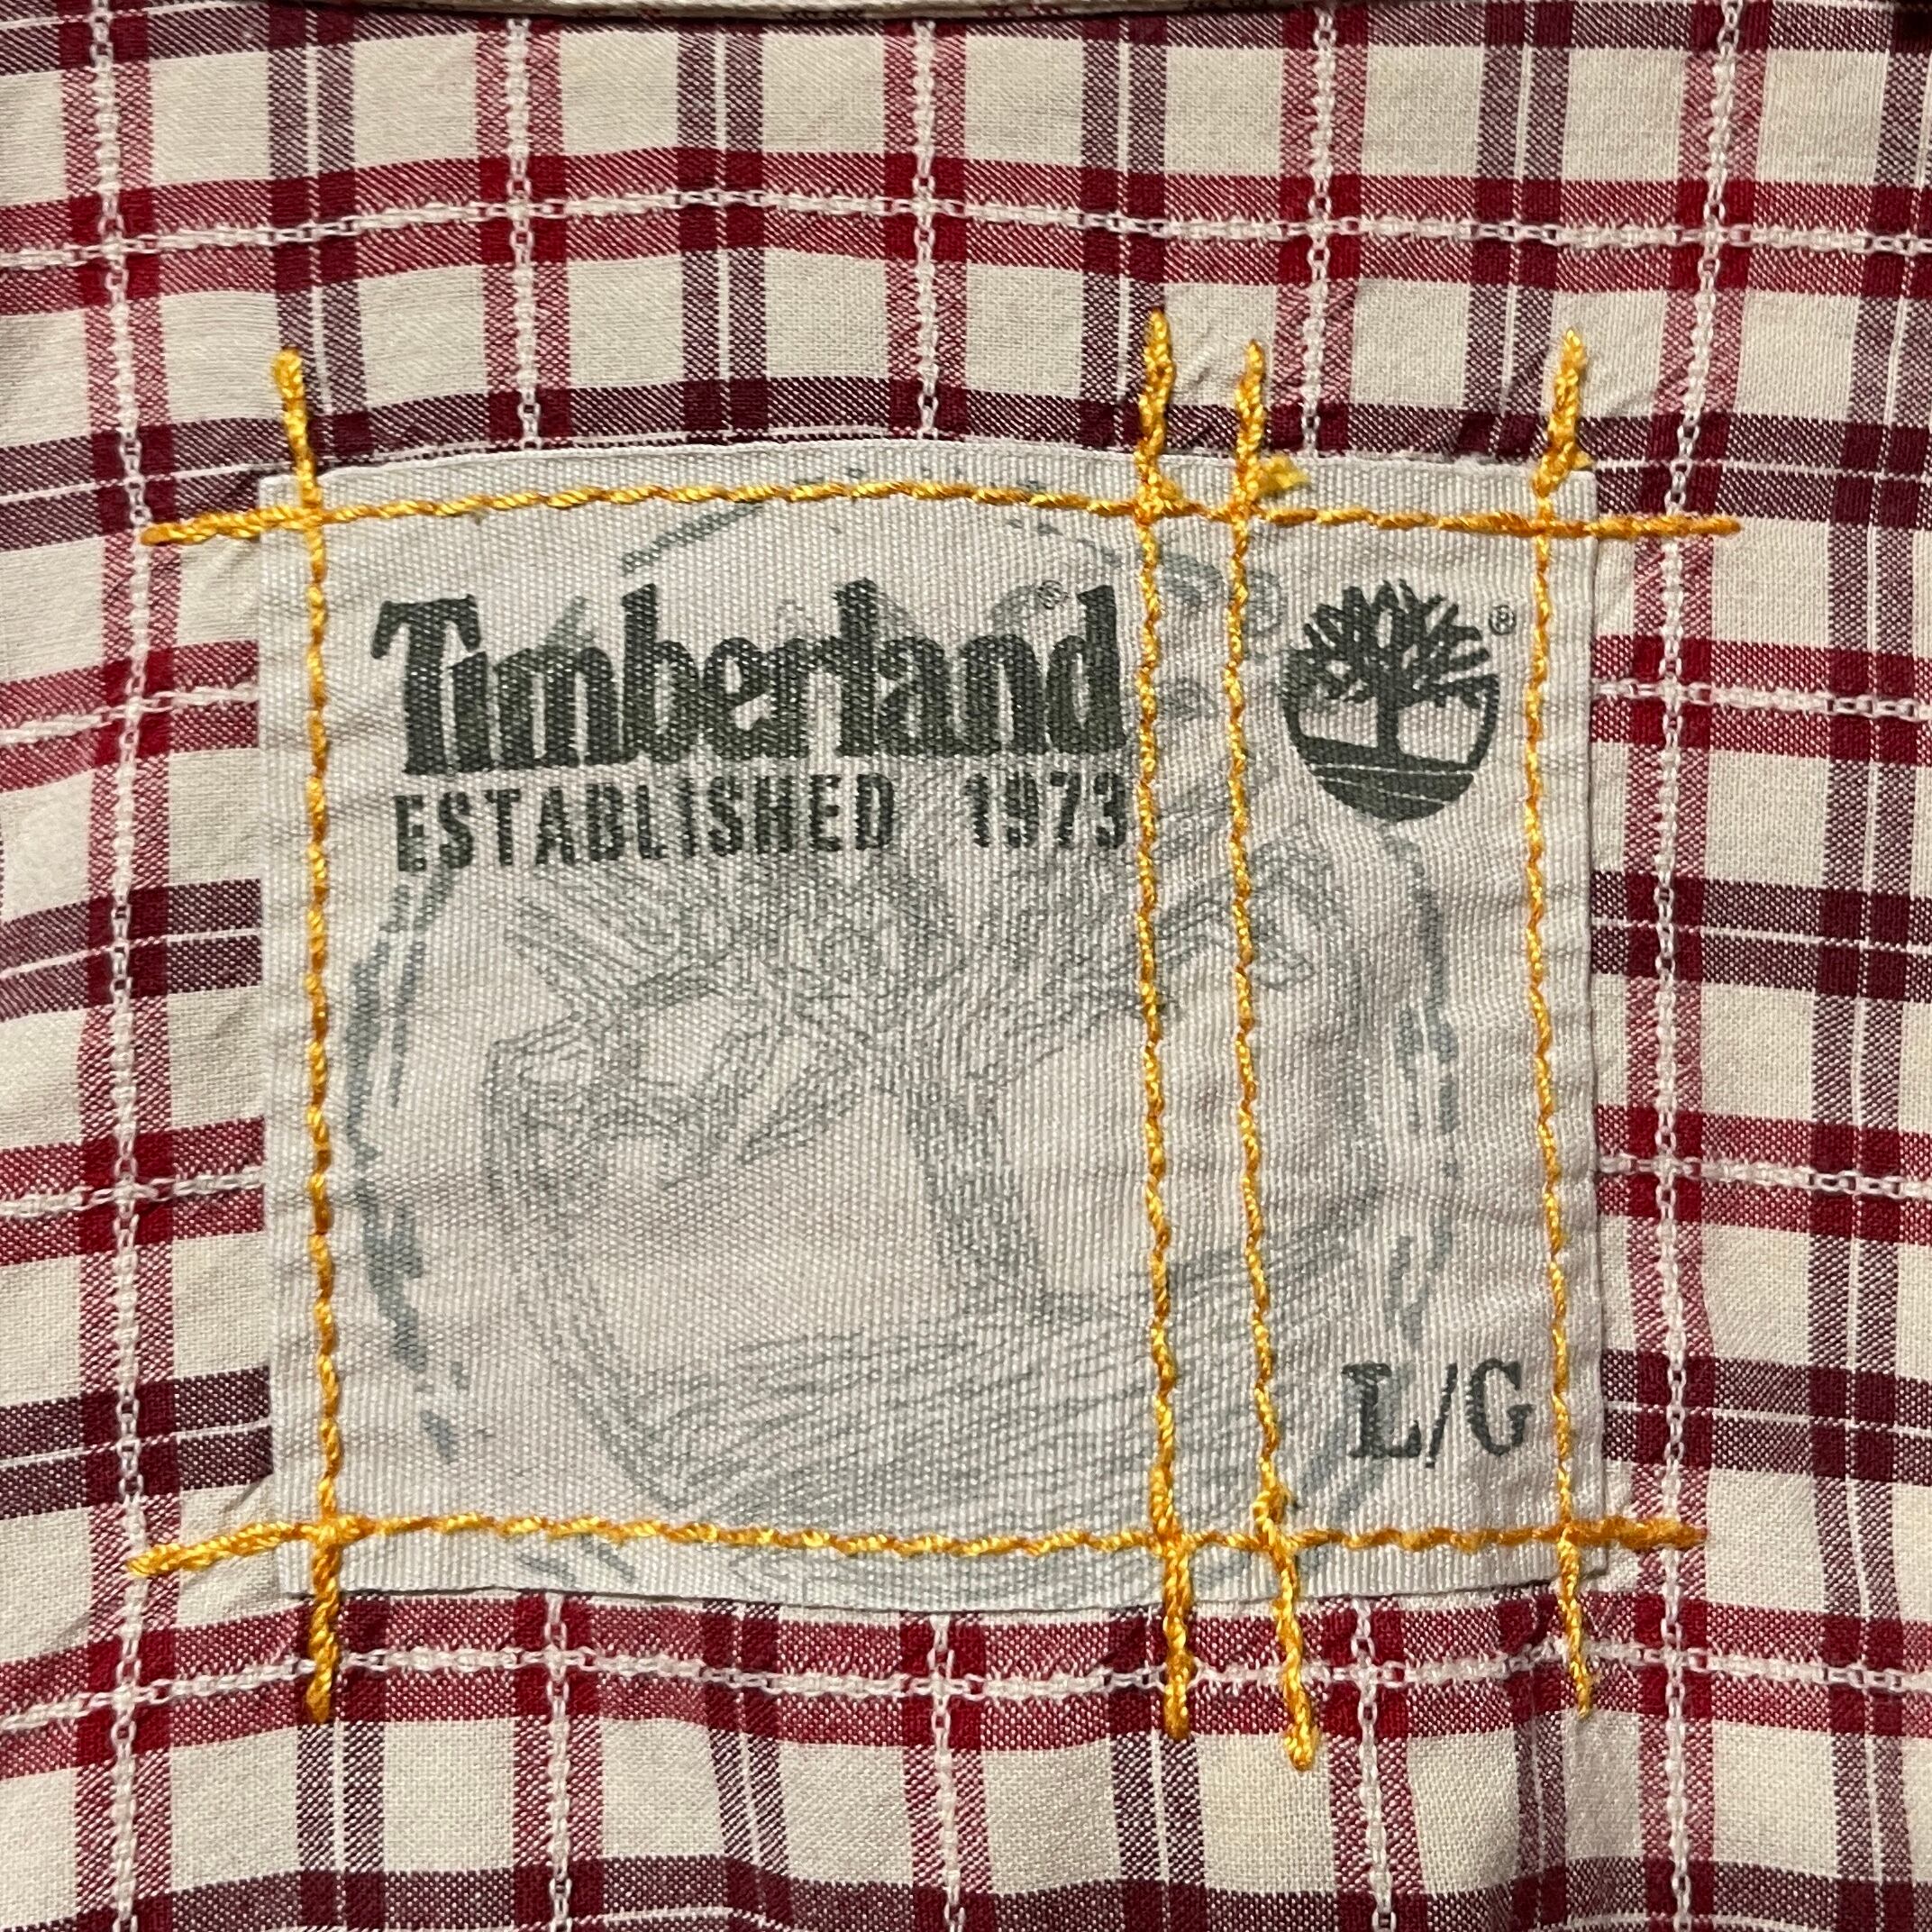 Timberland®
®
ESTABLISHED 1973
L/G